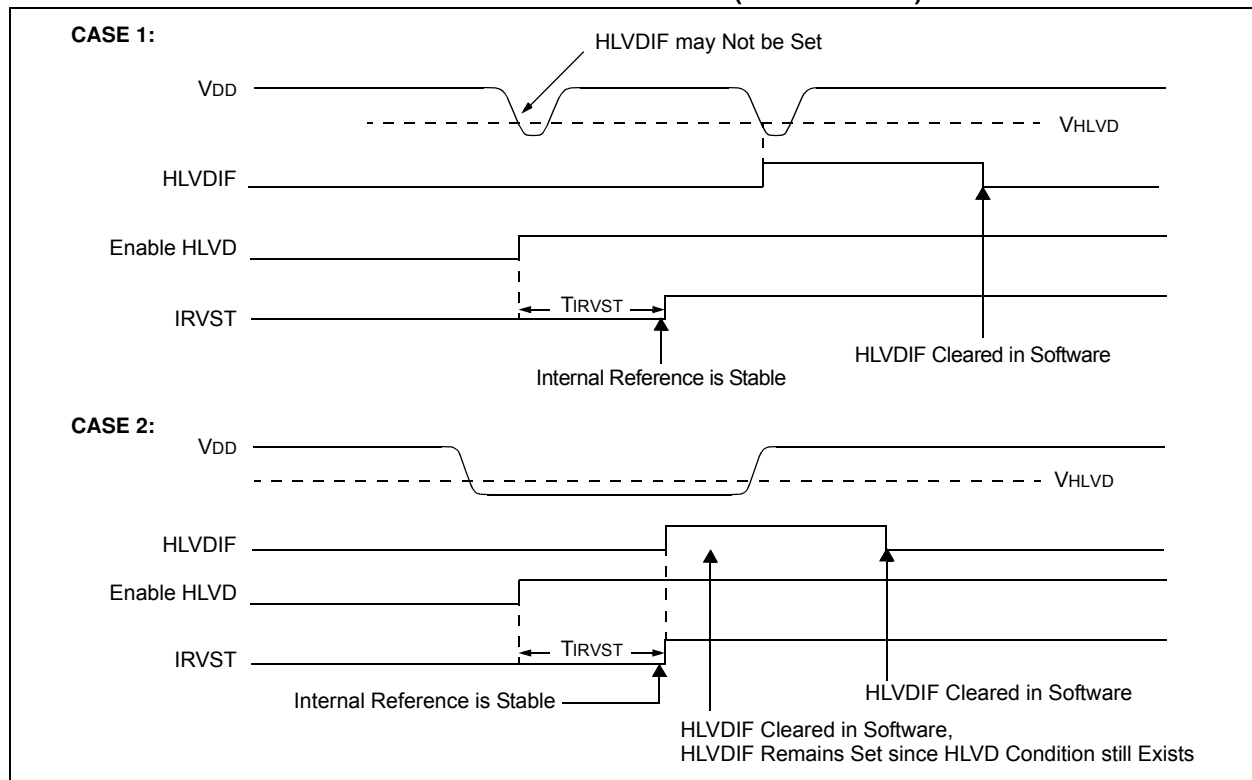 CASE 1:
HLVDIF may Not be Set
VDD
VHLVD
HLVDIF
Enable HLVD
TIRVST
IRVST
HLVDIF Cleared in Software
Internal Reference is Stable
CASE 2:
VDD
VHLVD
HLVDIF
Enable HLVD
TIRVST
IRVST
Internal Reference is Stable
HLVDIF Cleared in Software
HLVDIF Cleared in Software,
HLVDIF Remains Set since HLVD Condition still Exists